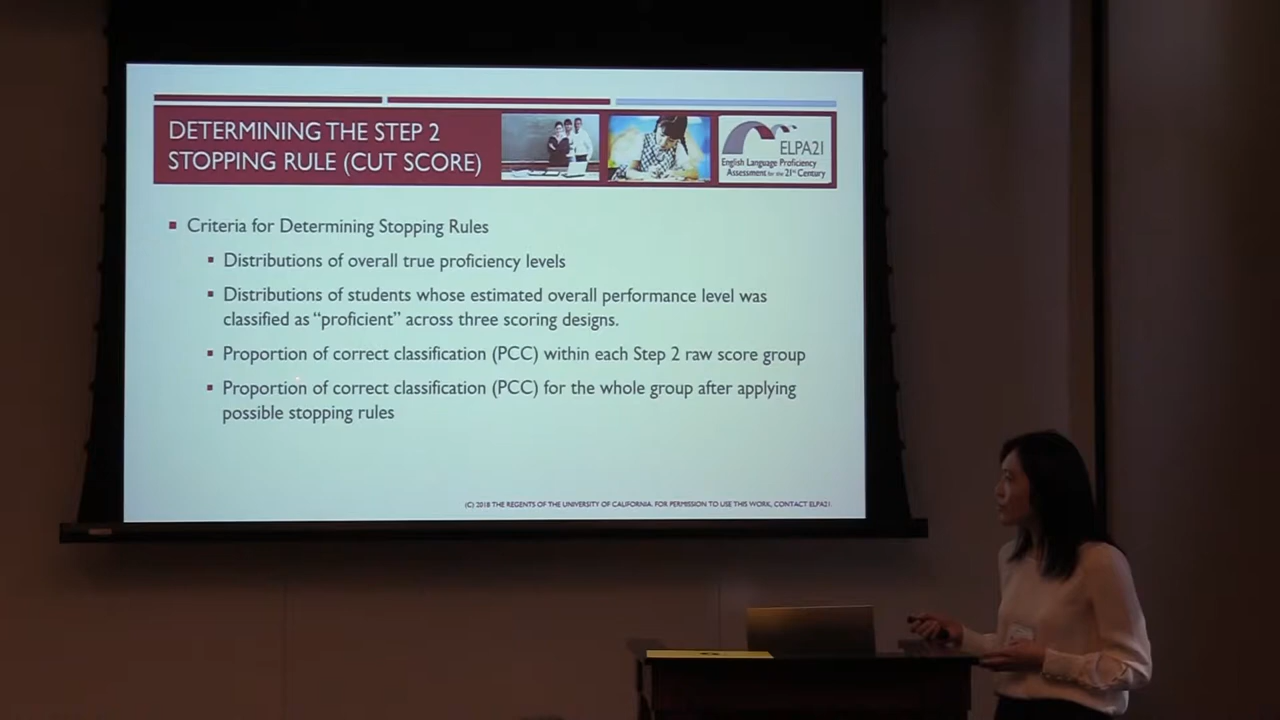 DETERMINING THE STEP 2
STOPPING RULE (CUT SCORE)
ELPA21
English Language Proficiency
Assessment for the 21st Century
Criteria for Determining Stopping Rules
Distributions of overall true proficiency levels
Distributions of students whose estimated overall performance level was
classified as “proficient” across three scoring designs.
Proportion of correct classification (PCC) within each Step 2 raw score group
Proportion of correct classification (PCC) for the whole group after applying
possible stopping rules
(C) 2018 THE REGENTS OF THE UNIVERSITY OF CALIFORNIA. FOR PERMISSION TO USE THIS WORK, CONTACT ELPA21.